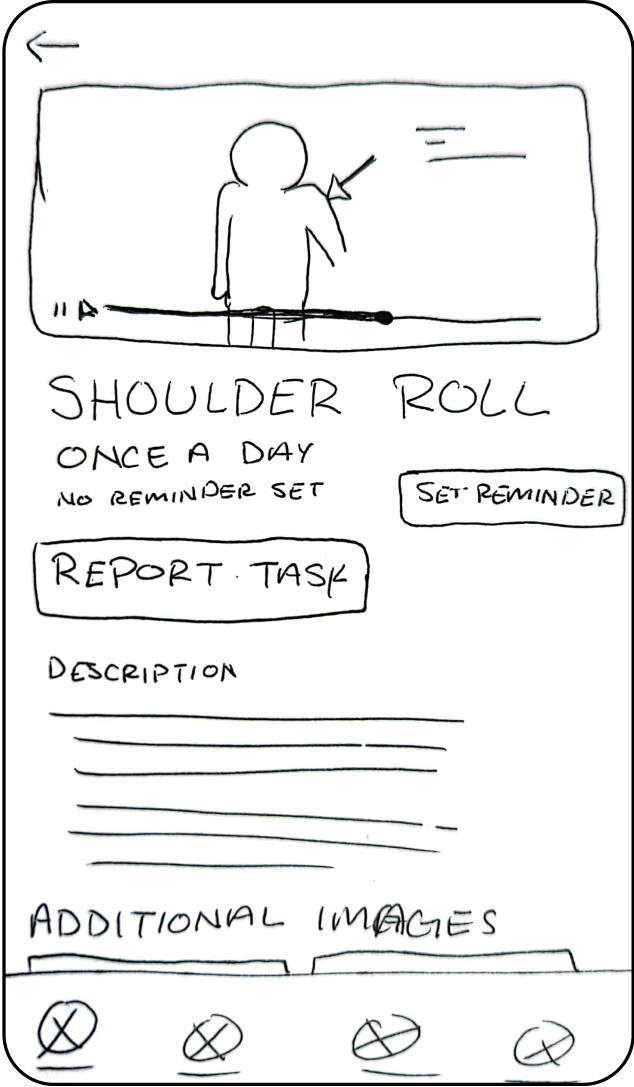 SHOULDER ROLL
ONCE A DAY
NO REMINDER SET
SET REMINDER
REPORT TASK
DESCRIPTION
ADDITIONAL IMAGES